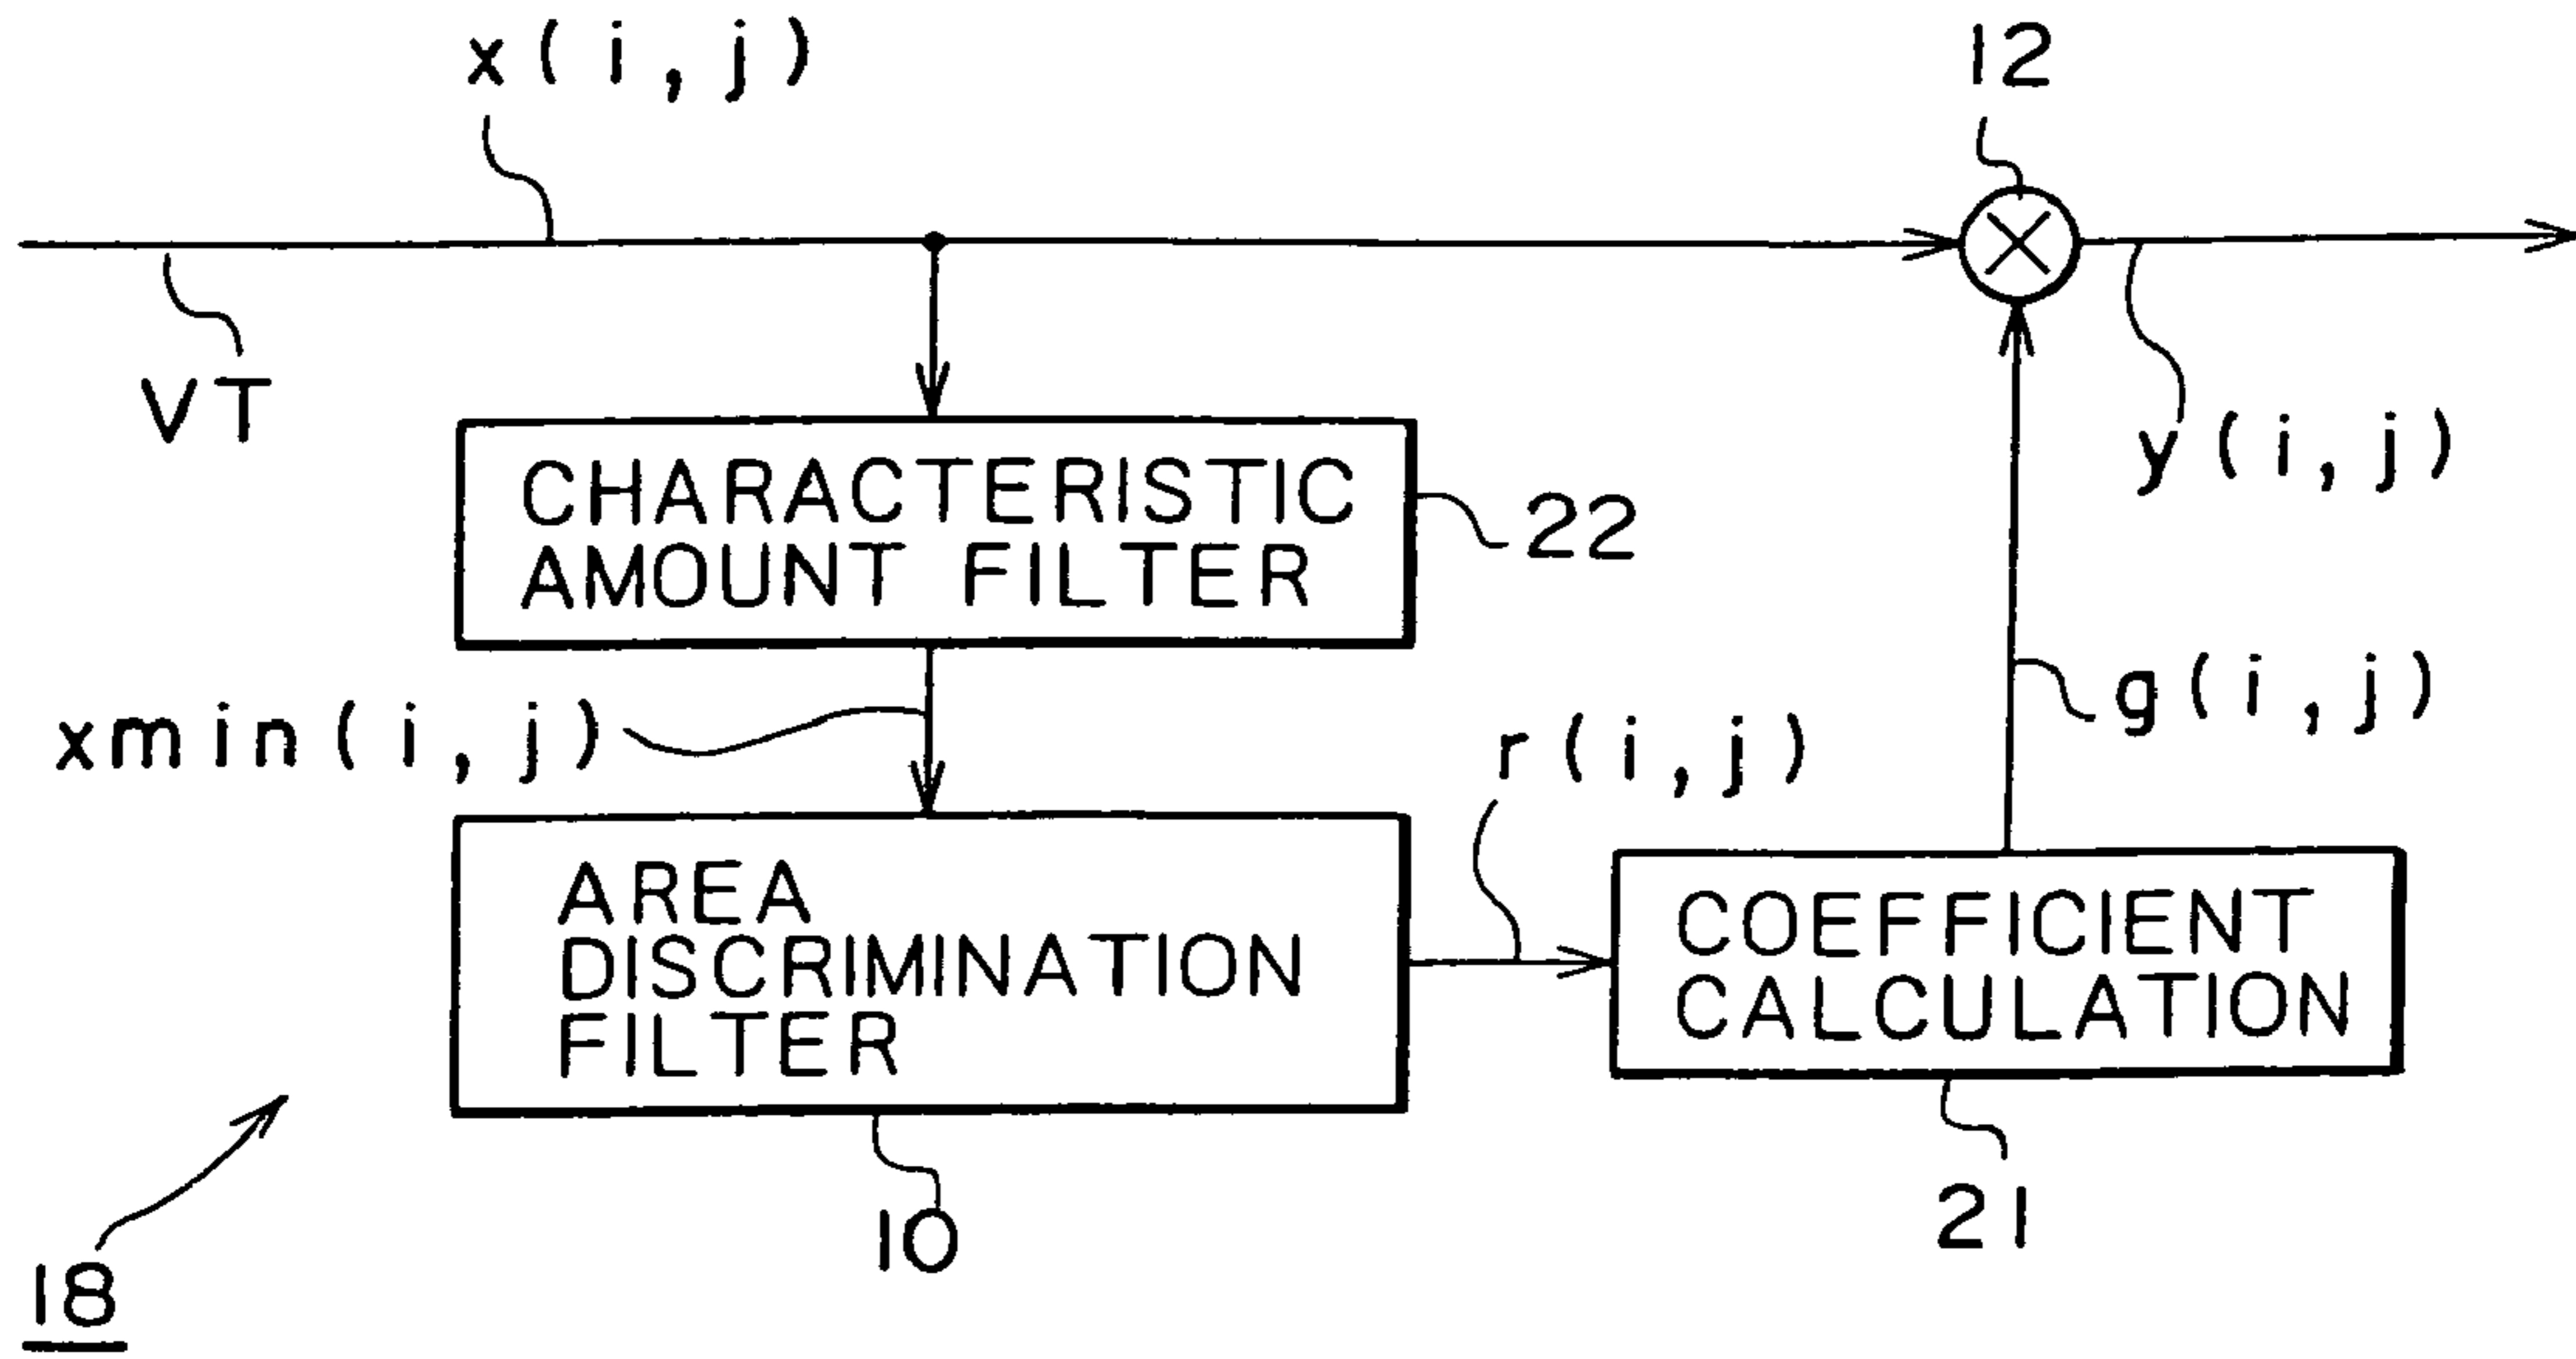 x(i,j)
12
VT
y(i,j)
CHARACTERISTIC
AMOUNT FILTER
22
xmin(i,j)
g(i,j)
r(i,j)
AREA
DISCRIMINATION
FILTER
COEFFICIENT
CALCULATION
10
21
18